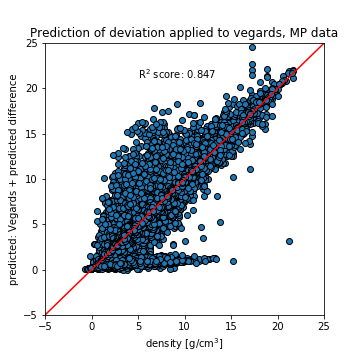 Prediction of deviation applied to vegards, MP data
R² score: 0.847
predicted: Vegards + predicted difference
25
20
15
10
5
0
−5
−5 0 5 10 15 20 25
density [g/cm³]